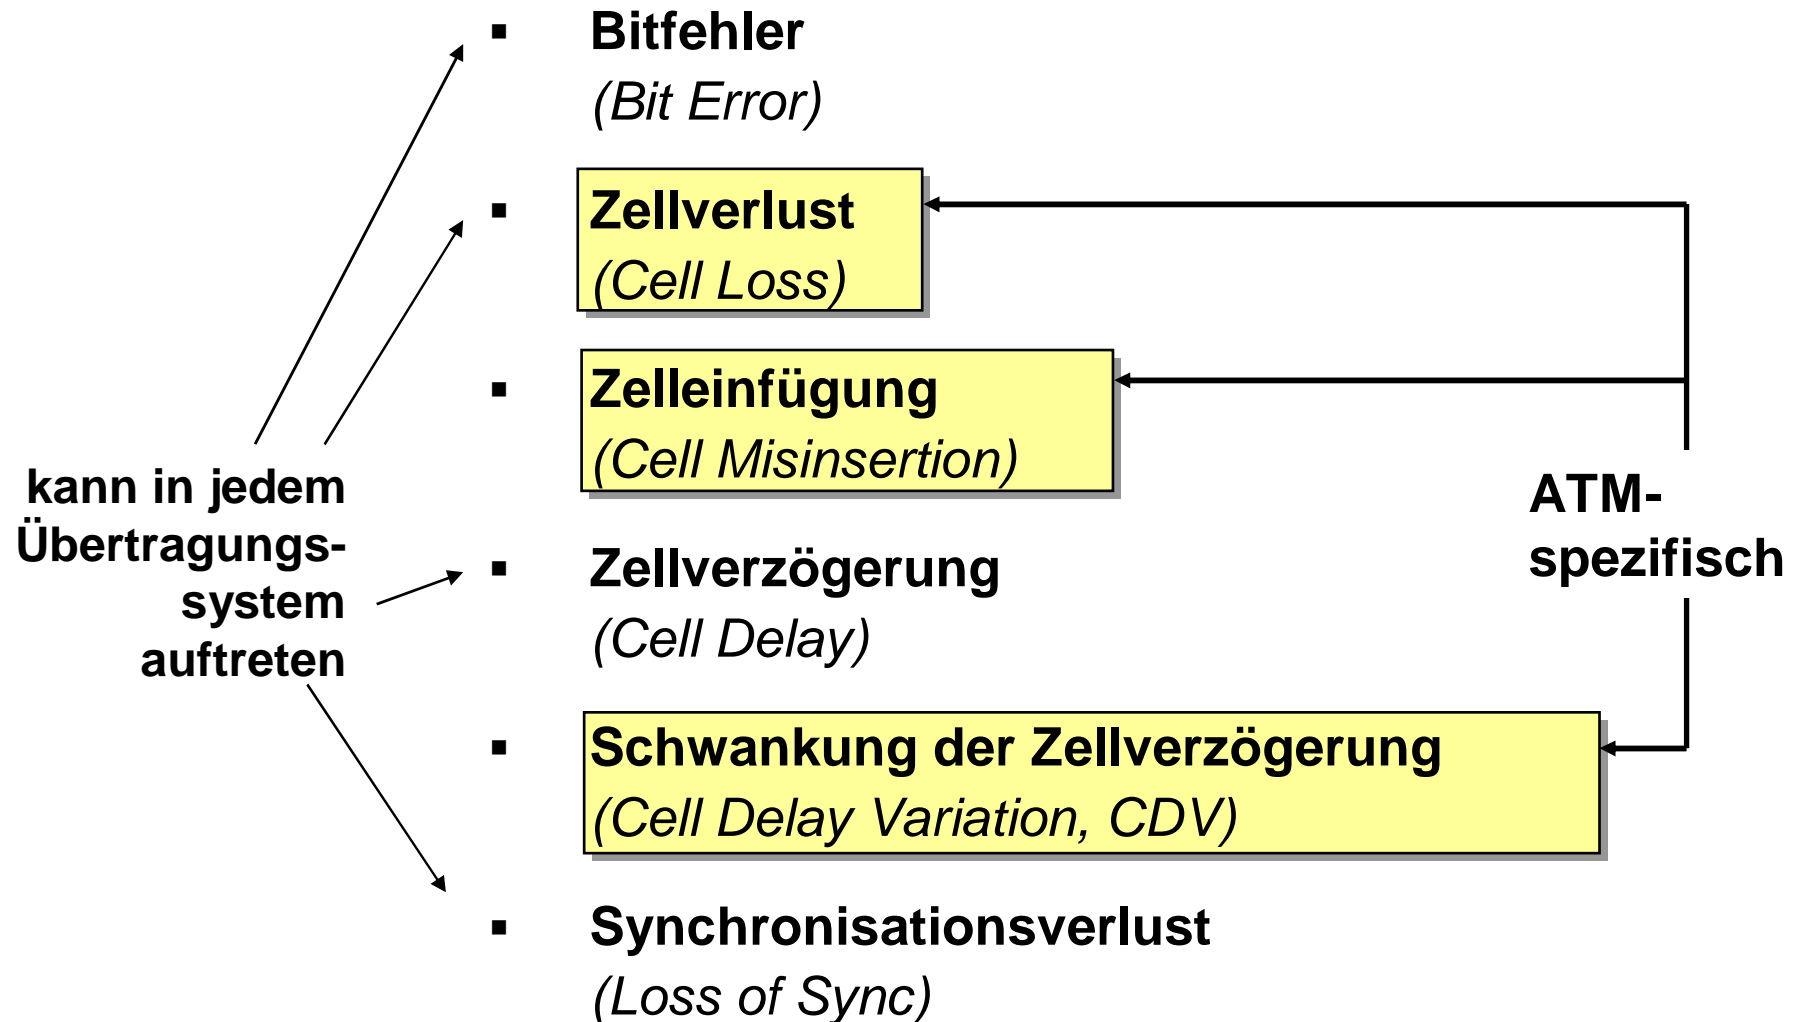 ▪ Bitfehler
(Bit Error)
▪ Zellverlust
(Cell Loss)
▪ Zelleinfügung
(Cell Misinsertion)
▪ Zellverzögerung
(Cell Delay)
▪ Schwankung der Zellverzögerung
(Cell Delay Variation, CDV)
▪ Synchronisationsverlust
(Loss of Sync)
kann in jedem
Übertragungs-
system
auftreten
ATM-
spezifisch